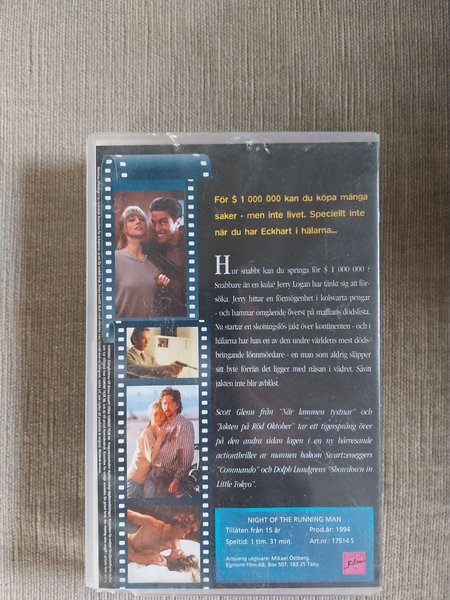 För $ 1 000 000 kan du köpa många
saker - men inte livet. Speciellt inte
när du har Eckhart i hälarna...
Hur snabbt kan du springa för $ 1 000 000 ?
Snabbare än en kula? Jerry Logan har tänkt sig att för-
söka. Jerry hittar en förmögenhet i kolsvarta pengar
- och hamnar omgående överst på maffians dödslista.
Nu startar en skoningslös jakt över kontinenten - och i
hälarna har han en av den undre världens mest döds-
bringande lönnmördare - en man som aldrig släpper
sitt byte förrän det ligger med näsan i vädret. Såvitt
jakten inte blir avblåst.
Scott Glenn från "När lammen tystnar" och
"Jakten på Röd Oktober" tar ett tigersprång över
på den andra sidan lagen i en ny hårresande
actionthriller av mannen bakom Swartzeneggers
"Commando" och Dolph Lundgrens "Showdown in
Little Tokyo".
NIGHT OF THE RUNNING MAN
Tillåten från 15 år Prod.år: 1994
Speltid: 1 tim. 31 min. Art nr.: 17514 S
Ansvarig utgivare: Mikael Östberg,
Egmont Film AB, Box 507, 183 25 Täby.
Film